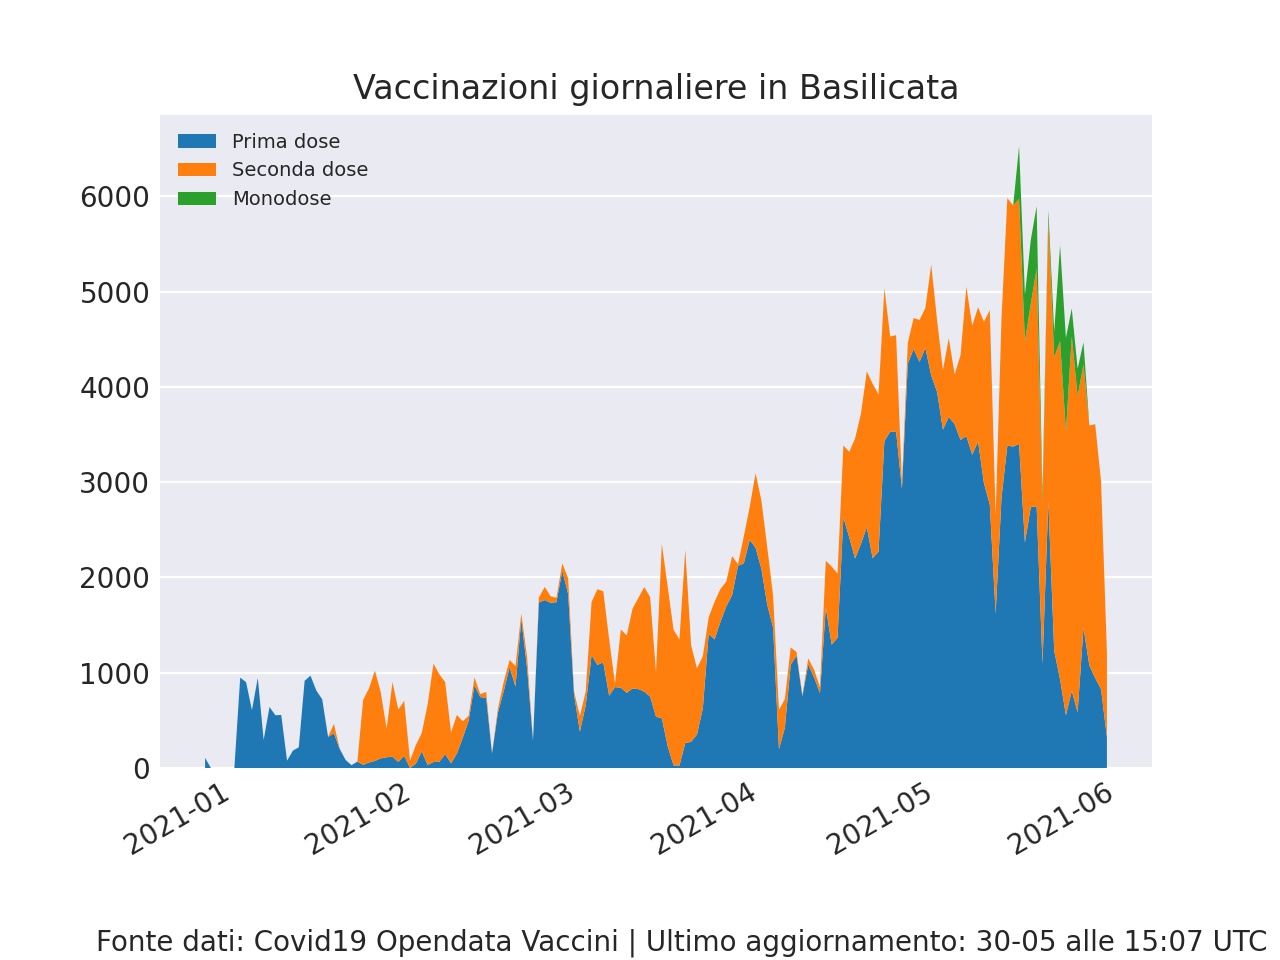 Vaccinazioni giornaliere in Basilicata
Prima dose
Seconda dose
Monodose
6000
5000
4000
3000
2000
1000
0
2021-01
2021-02
2021-03
2021-04
2021-05
2021-06
Fonte dati: Covid19 Opendata Vaccini | Ultimo aggiornamento: 30-05 alle 15:07 UTC